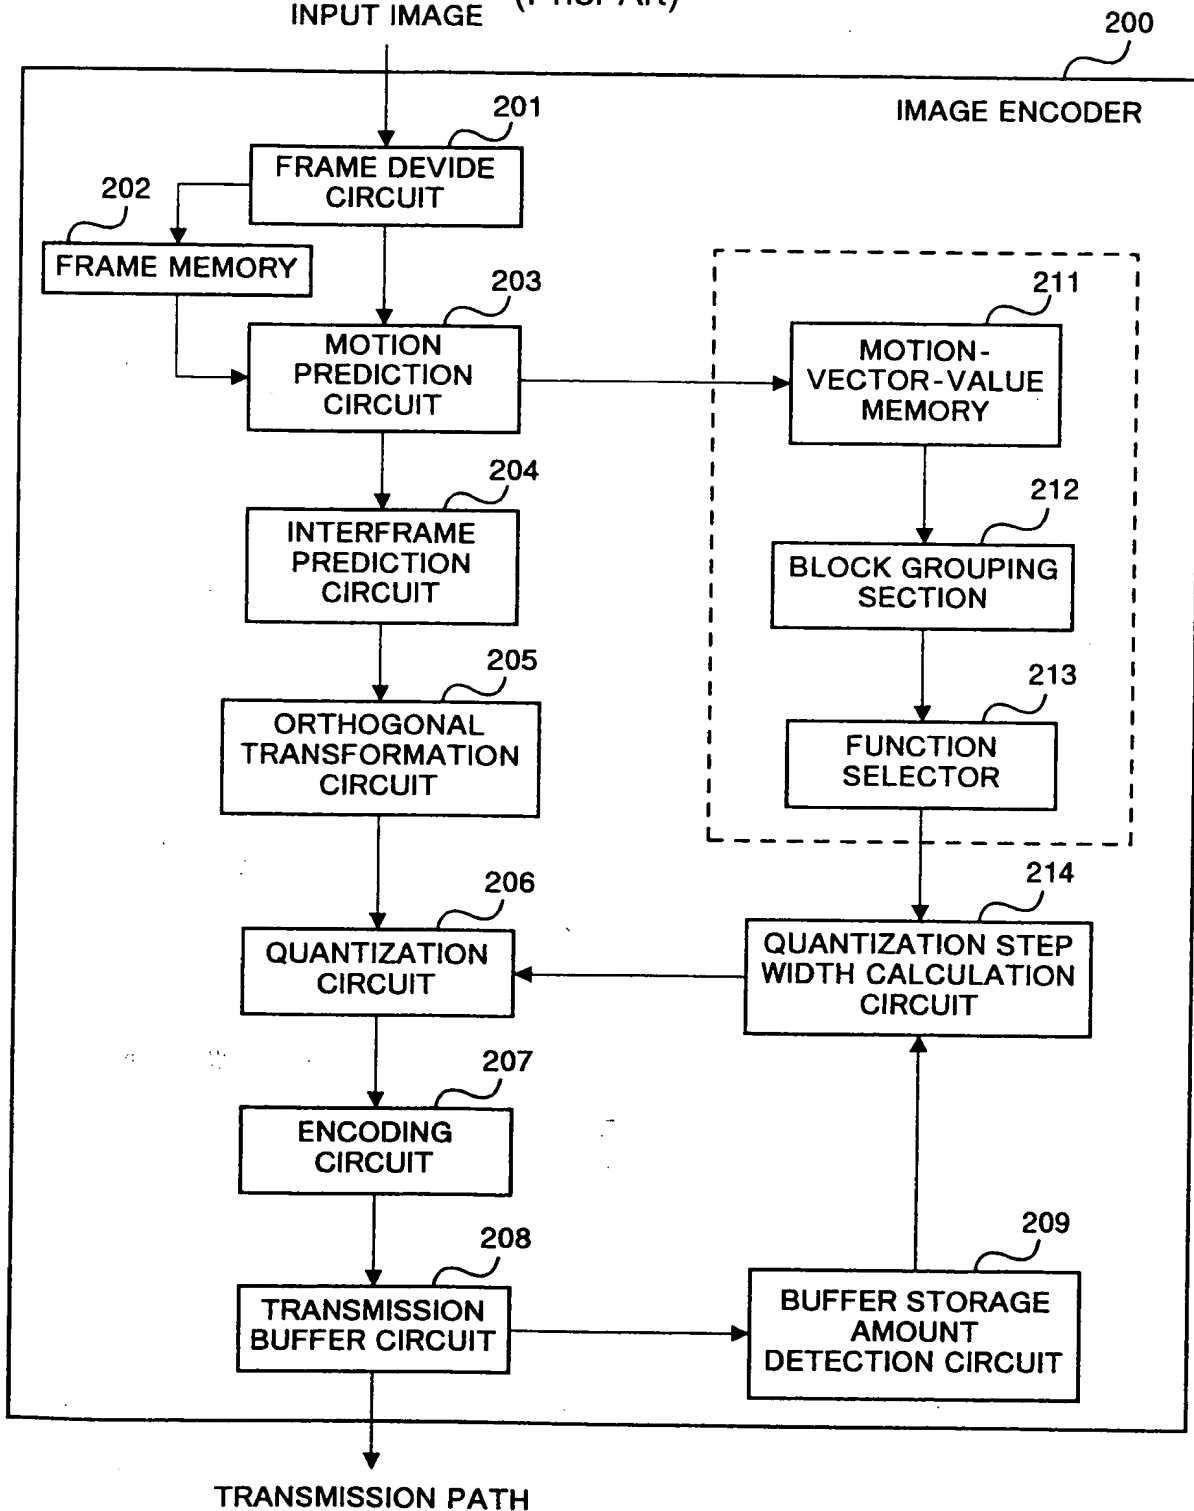 (Prior Art)
INPUT IMAGE
200
IMAGE ENCODER
201
FRAME DEVIDE
CIRCUIT
202
FRAME MEMORY
203
MOTION
PREDICTION
CIRCUIT
211
MOTION-
VECTOR-VALUE
MEMORY
204
INTERFRAME
PREDICTION
CIRCUIT
212
BLOCK GROUPING
SECTION
205
ORTHOGONAL
TRANSFORMATION
CIRCUIT
213
FUNCTION
SELECTOR
206
QUANTIZATION
CIRCUIT
214
QUANTIZATION STEP
WIDTH CALCULATION
CIRCUIT
207
ENCODING
CIRCUIT
208
TRANSMISSION
BUFFER CIRCUIT
209
BUFFER STORAGE
AMOUNT
DETECTION CIRCUIT
TRANSMISSION PATH